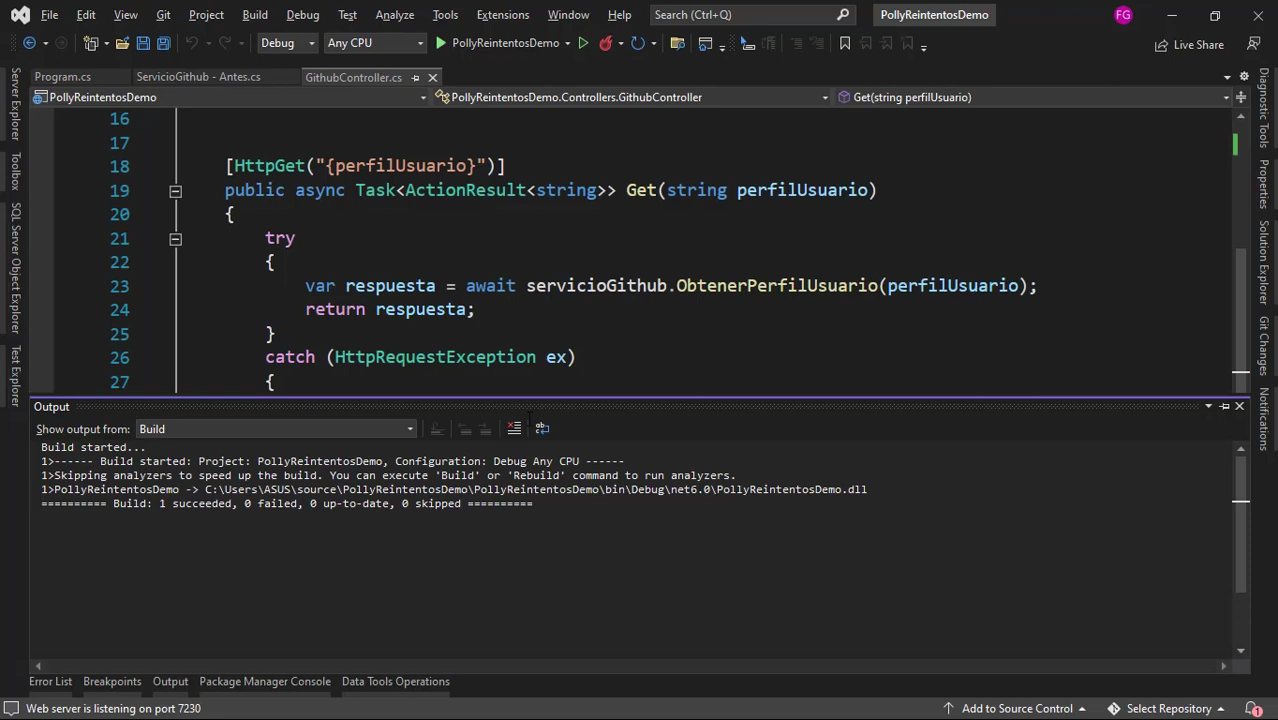 File Edit View Git Project Build Debug Test Analyze Tools Extensions Window Help Search (Ctrl+Q) PollyReintentosDemo FG
Debug Any CPU PollyReintentosDemo Live Share
Program.cs ServicioGithub - Antes.cs GithubController.cs
PollyReintentosDemo PollyReintentosDemo.Controllers.GithubController Get(string perfilUsuario)
16
17
18 [HttpGet("{perfilUsuario}")]
19 public async Task<ActionResult<string>> Get(string perfilUsuario)
20 {
21 try
22 {
23 var respuesta = await servicioGithub.ObtenerPerfilUsuario(perfilUsuario);
24 return respuesta;
25 }
26 catch (HttpRequestException ex)
27 {
Server Explorer
Toolbox
SQL Server Object Explorer
Test Explorer
Diagnostic Tools
Properties
Solution Explorer
Git Changes
Notifications
Output
Show output from: Build
Build started...
1>------ Build started: Project: PollyReintentosDemo, Configuration: Debug Any CPU ------
1>Skipping analyzers to speed up the build. You can execute 'Build' or 'Rebuild' command to run analyzers.
1>PollyReintentosDemo -> C:\Users\ASUS\source\PollyReintentosDemo\PollyReintentosDemo\bin\Debug\net6.0\PollyReintentosDemo.dll
========== Build: 1 succeeded, 0 failed, 0 up-to-date, 0 skipped ==========
Error List Breakpoints Output Package Manager Console Data Tools Operations
Web server is listening on port 7230 Add to Source Control Select Repository 1